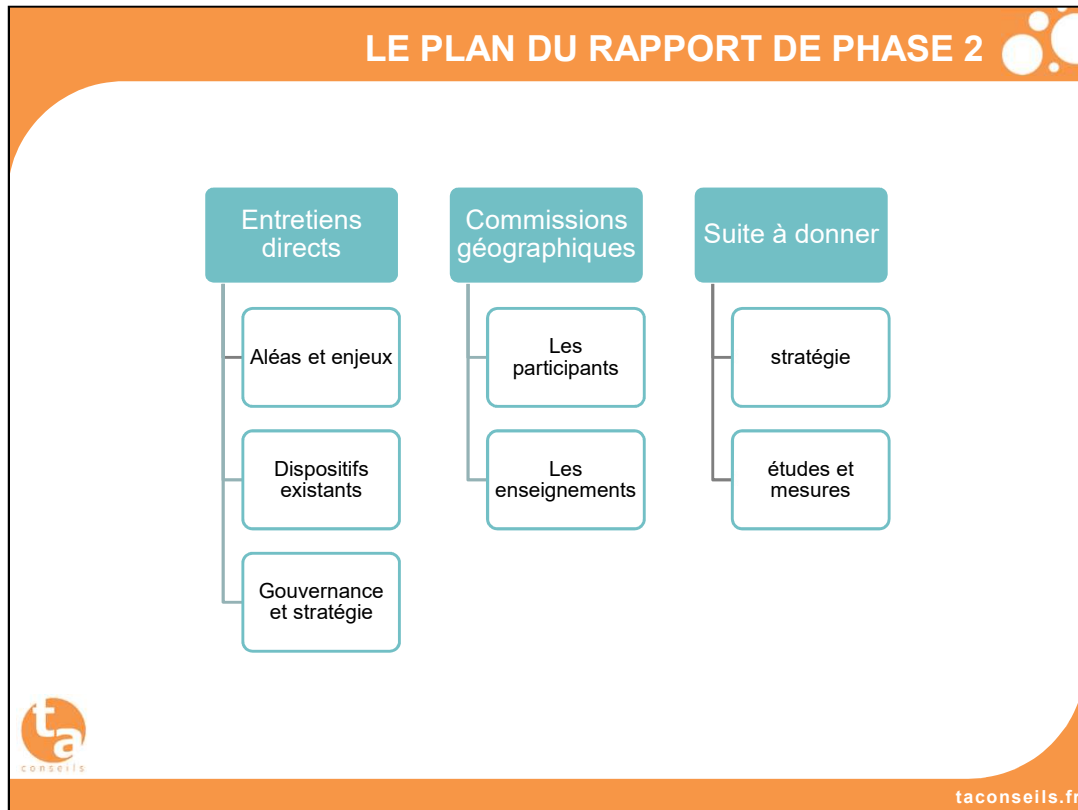 LE PLAN DU RAPPORT DE PHASE 2
Entretiens
directs
Aléas et enjeux
Dispositifs
existants
Gouvernance
et stratégie
Commissions
géographiques
Les
participants
Les
enseignements
Suite à donner
stratégie
études et
mesures
ta
conseils
taconseils.fr